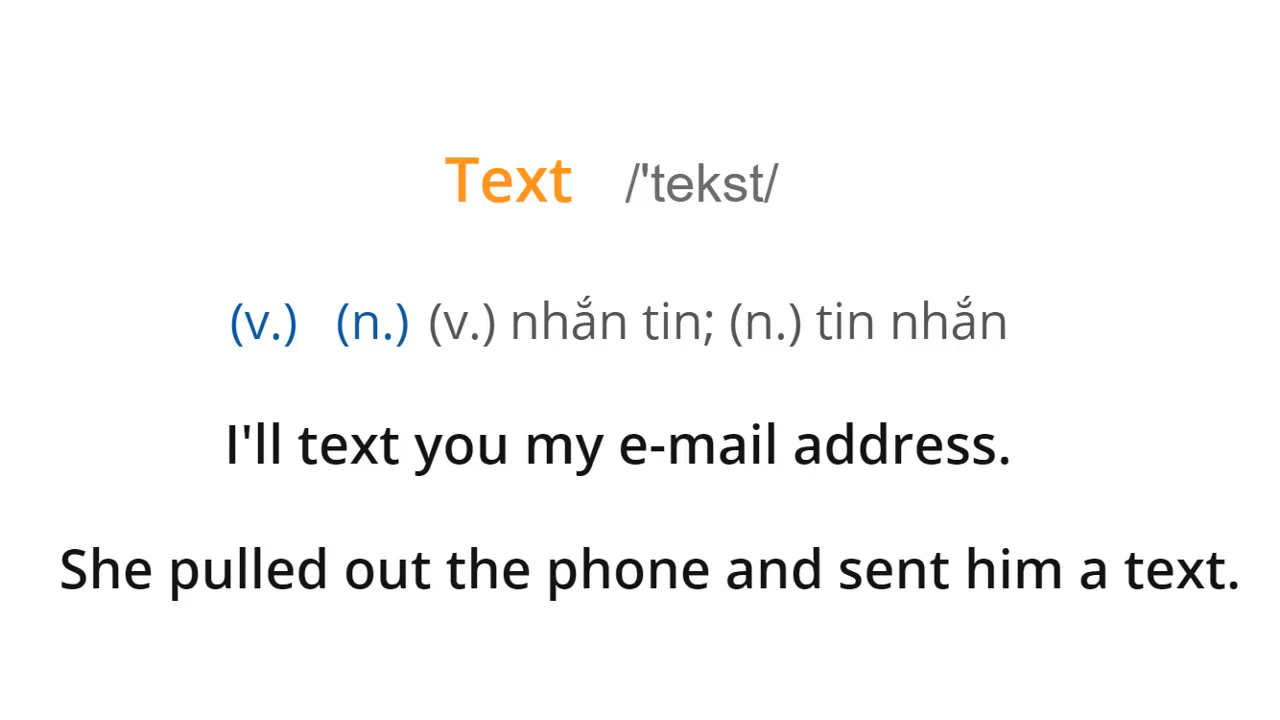 Text /'tekst/
(v.) (n.) (v.) nhắn tin; (n.) tin nhắn
I'll text you my e-mail address.
She pulled out the phone and sent him a text.